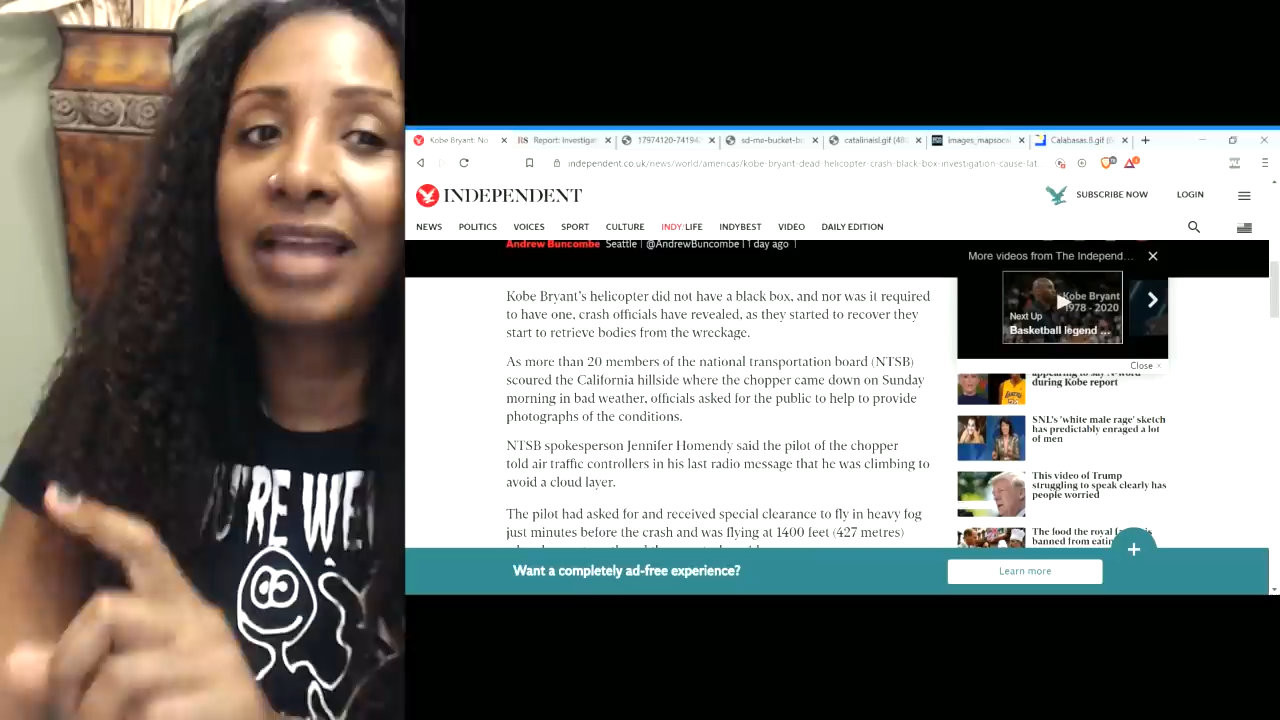 Kobe Bryant: No
RS Report: Investigan
17974120-74194
sd-me-bucket-b
catalinaisl.gif (48
images_mapsoc
Calabasas.8.gif (6
independent.co.uk/news/world/americas/kobe-bryant-dead-helicopter-crash-black-box-investigation-cause-lat.
INDEPENDENT
SUBSCRIBE NOW
LOGIN
NEWS POLITICS VOICES SPORT CULTURE INDY/LIFE INDYBEST VIDEO DAILY EDITION
Andrew Buncombe Seattle | @AndrewBuncombe | 1 day ago |
More videos from The Independ...
Kobe Bryant
1978 - 2020
Next Up
Basketball legend ...
Close ×
Kobe Bryant's helicopter did not have a black box, and nor was it required
to have one, crash officials have revealed, as they started to recover they
start to retrieve bodies from the wreckage.
As more than 20 members of the national transportation board (NTSB)
scoured the California hillside where the chopper came down on Sunday
morning in bad weather, officials asked for the public to help to provide
photographs of the conditions.
NTSB spokesperson Jennifer Homendy said the pilot of the chopper
told air traffic controllers in his last radio message that he was climbing to
avoid a cloud layer.
The pilot had asked for and received special clearance to fly in heavy fog
just minutes before the crash and was flying at 1400 feet (427 metres)
appearing to say N-word
during Kobe report
SNL's 'white male rage' sketch
has predictably enraged a lot
of men
This video of Trump
struggling to speak clearly has
people worried
The food the royal
banned from eatin
Want a completely ad-free experience?
Learn more
+
U'RE WE